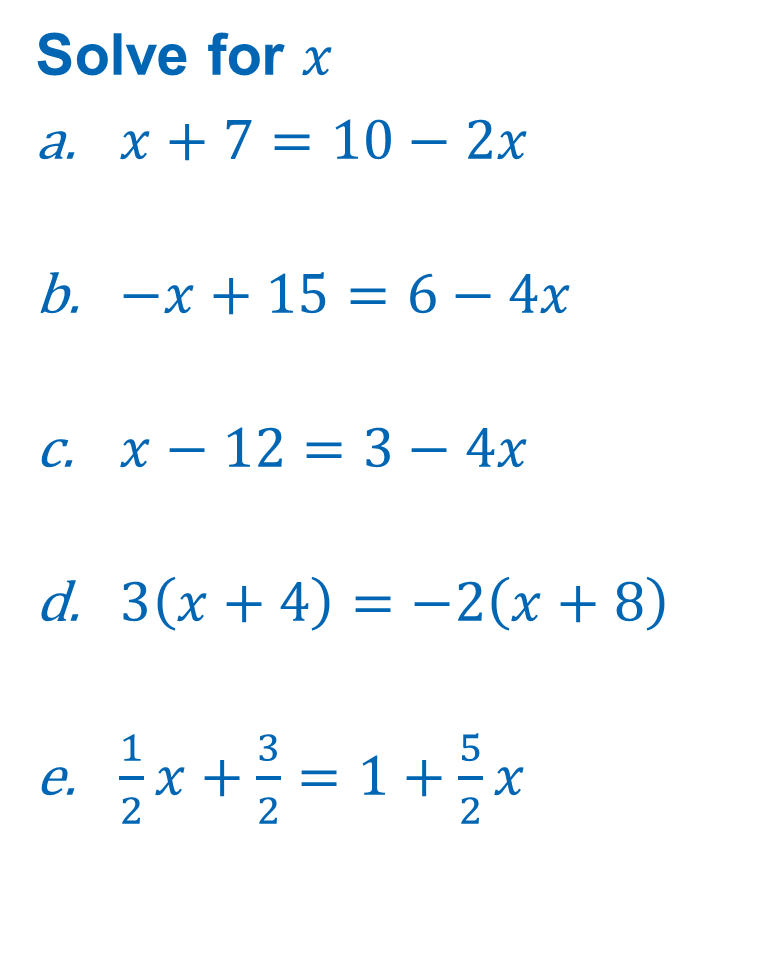 Solve for x
a. x + 7 = 10 − 2x
b. −x + 15 = 6 − 4x
c. x − 12 = 3 − 4x
d. 3(x + 4) = −2(x + 8)
e. 1/2 x + 3/2 = 1 + 5/2 x